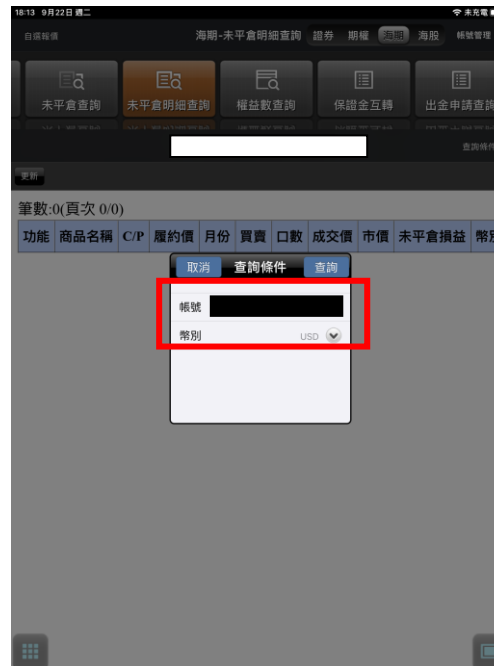 18:13 9月22日 週二 未充電
自選報價 海期-未平倉明細查詢 證券 期權 海期 海股 帳號管理
未平倉查詢 未平倉明細查詢 權益數查詢 保證金互轉 出金申請查詢
查詢條件
更新
筆數:0(頁次 0/0)
功能 商品名稱 C/P 履約價 月份 買賣 口數 成交價 市價 未平倉損益 幣別
取消 查詢條件 查詢
帳號
幣別 USD